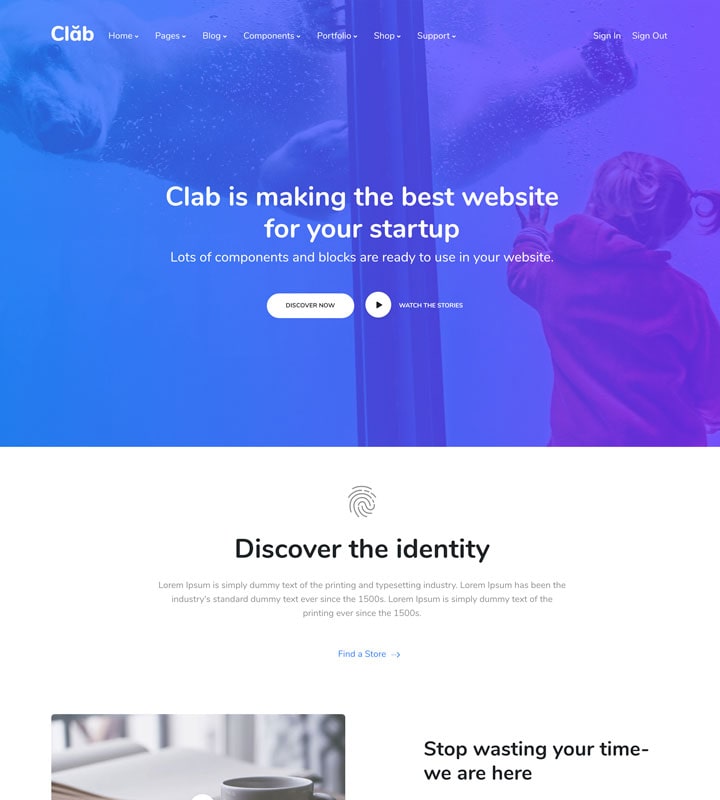 Clăb Home Pages Blog Components Portfolio Shop Support Sign In Sign Out
Clab is making the best website
for your startup
Lots of components and blocks are ready to use in your website.
DISCOVER NOW WATCH THE STORIES
Discover the identity
Lorem Ipsum is simply dummy text of the printing and typesetting industry. Lorem Ipsum has been the
industry's standard dummy text ever since the 1500s. Lorem Ipsum is simply dummy text of the
printing ever since the 1500s.
Find a Store
Stop wasting your time-
we are here